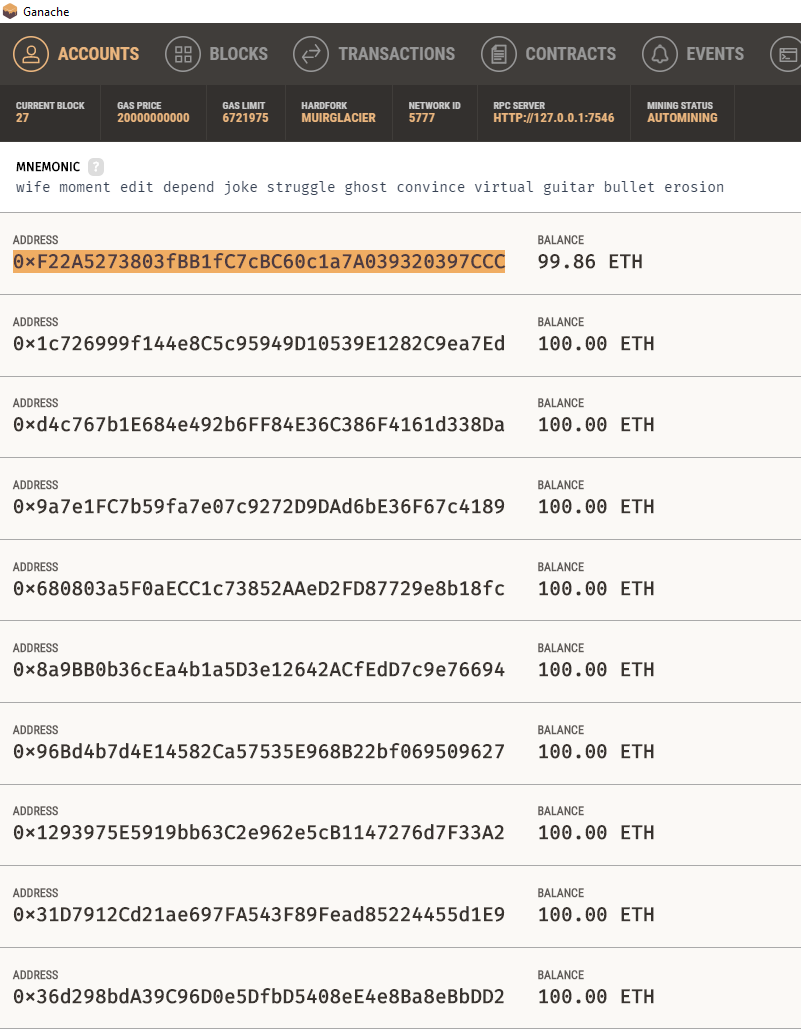 Ganache
ACCOUNTS BLOCKS TRANSACTIONS CONTRACTS EVENTS
CURRENT BLOCK GAS PRICE GAS LIMIT HARDFORK NETWORK ID RPC SERVER MINING STATUS
27 20000000000 6721975 MUIRGLACIER 5777 HTTP://127.0.0.1:7546 AUTOMINING
MNEMONIC ?
wife moment edit depend joke struggle ghost convince virtual guitar bullet erosion
ADDRESS BALANCE
0×F22A5273803fBB1fC7cBC60c1a7A039320397CCC 99.86 ETH
ADDRESS BALANCE
0×1c726999f144e8C5c95949D10539E1282C9ea7Ed 100.00 ETH
ADDRESS BALANCE
0×d4c767b1E684e492b6FF84E36C386F4161d338Da 100.00 ETH
ADDRESS BALANCE
0×9a7e1FC7b59fa7e07c9272D9DAd6bE36F67c4189 100.00 ETH
ADDRESS BALANCE
0×680803a5F0aECC1c73852AAeD2FD87729e8b18fc 100.00 ETH
ADDRESS BALANCE
0×8a9BB0b36cEa4b1a5D3e12642ACfEdD7c9e76694 100.00 ETH
ADDRESS BALANCE
0×96Bd4b7d4E14582Ca57535E968B22bf069509627 100.00 ETH
ADDRESS BALANCE
0×1293975E5919bb63C2e962e5cB1147276d7F33A2 100.00 ETH
ADDRESS BALANCE
0×31D7912Cd21ae697FA543F89Fead85224455d1E9 100.00 ETH
ADDRESS BALANCE
0×36d298bdA39C96D0e5DfbD5408eE4e8Ba8eBbDD2 100.00 ETH